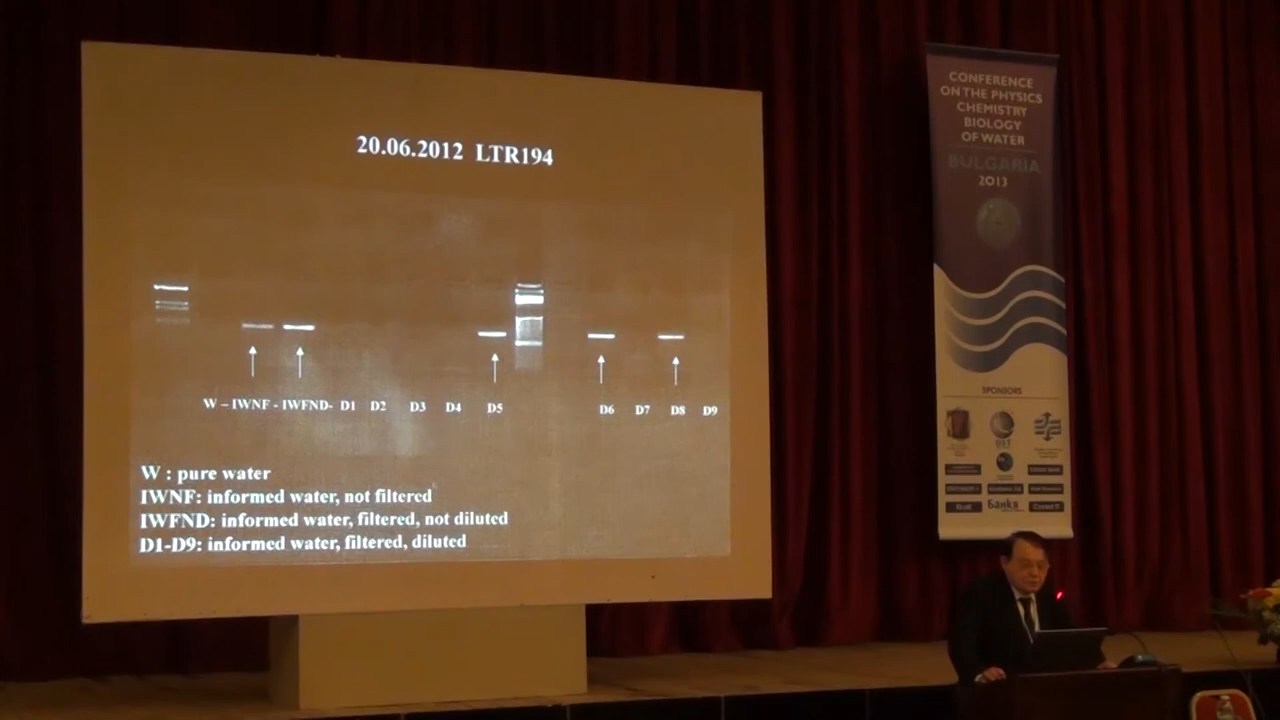 20.06.2012 LTR194
W – IWNF - IWFND- D1 D2 D3 D4 D5 D6 D7 D8 D9
W : pure water
IWNF: informed water, not filtered
IWFND: informed water, filtered, not diluted
D1-D9: informed water, filtered, diluted
CONFERENCE
ON THE PHYSICS
CHEMISTRY
BIOLOGY
OF WATER
BULGARIA
2013
SPONSORS
Банка